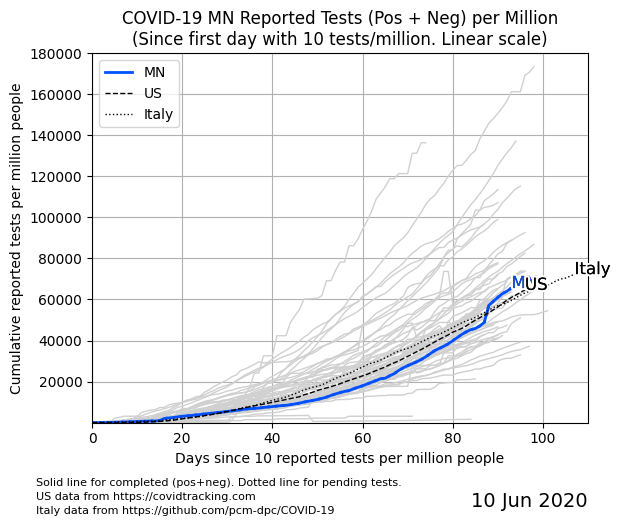 COVID-19 MN Reported Tests (Pos + Neg) per Million
(Since first day with 10 tests/million. Linear scale)
Cumulative reported tests per million people
180000
160000
140000
120000
100000
80000
60000
40000
20000
MN
US
Italy
Italy
MN
US
0 20 40 60 80 100
Days since 10 reported tests per million people
Solid line for completed (pos+neg). Dotted line for pending tests.
US data from https://covidtracking.com
Italy data from https://github.com/pcm-dpc/COVID-19
10 Jun 2020